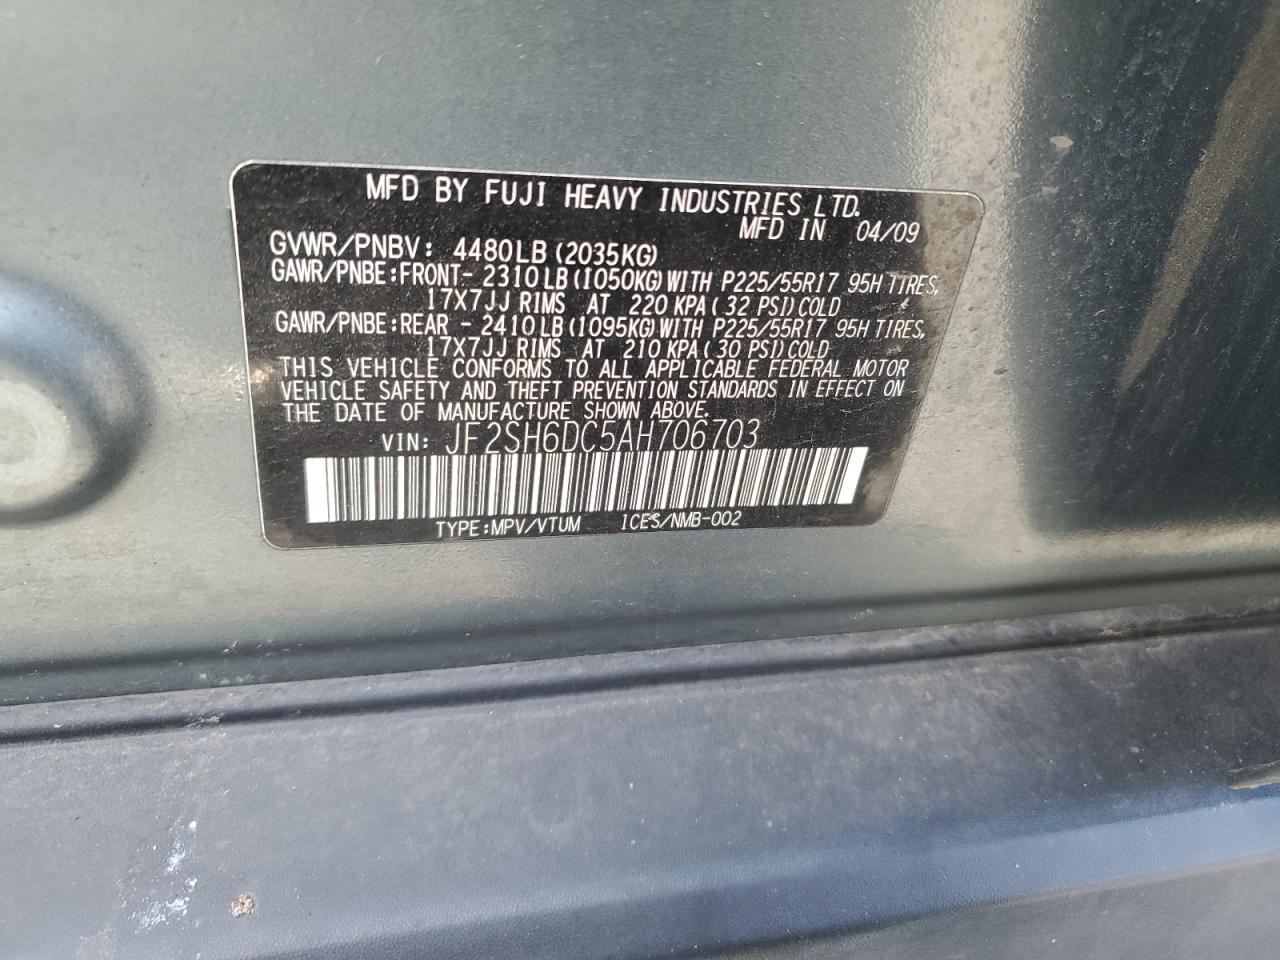 MFD BY FUJI HEAVY INDUSTRIES LTD.
MFD IN 04/09
GVWR/PNBV: 4480LB (2035KG)
GAWR/PNBE:FRONT- 2310LB (1050KG) WITH P225/55R17 95H TIRES,
17X7JJ RIMS AT 220 KPA ( 32 PSI) COLD
GAWR/PNBE:REAR - 2410LB (1095KG) WITH P225/55R17 95H TIRES,
17X7JJ RIMS AT 210 KPA ( 30 PSI) COLD
THIS VEHICLE CONFORMS TO ALL APPLICABLE FEDERAL MOTOR
VEHICLE SAFETY AND THEFT PREVENTION STANDARDS IN EFFECT ON
THE DATE OF MANUFACTURE SHOWN ABOVE.
VIN: JF2SH6DC5AH706703
TYPE:MPV/VTUM 1CES/NMB-002